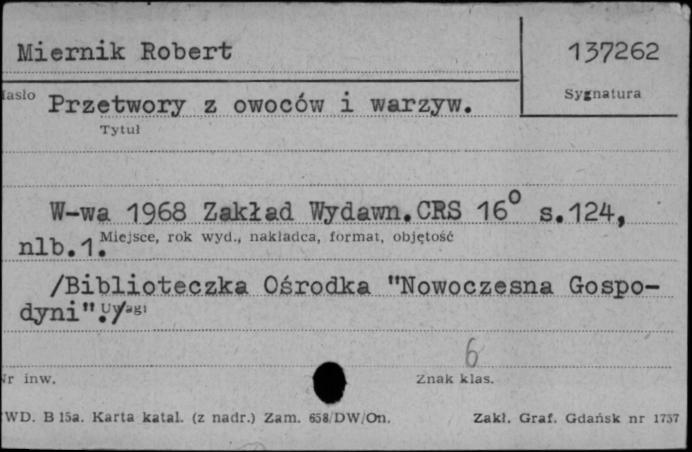 Miernik Robert
137262
Sygnatura
Hasło
Przetwory z owoców i warzyw.
Tytuł
W-wa 1968 Zakład Wydawn.CRS 16° s.124,
nlb.1.
Miejsce, rok wyd., nakładca, format, objętość
/Biblioteczka Ośrodka "Nowoczesna Gospo-
dyni"./
Uwagi
6
Nr inw.
Znak klas.
WD. B 15a. Karta katal. (z nadr.) Zam. 658/DW/On.
Zakł. Graf. Gdańsk nr 1757